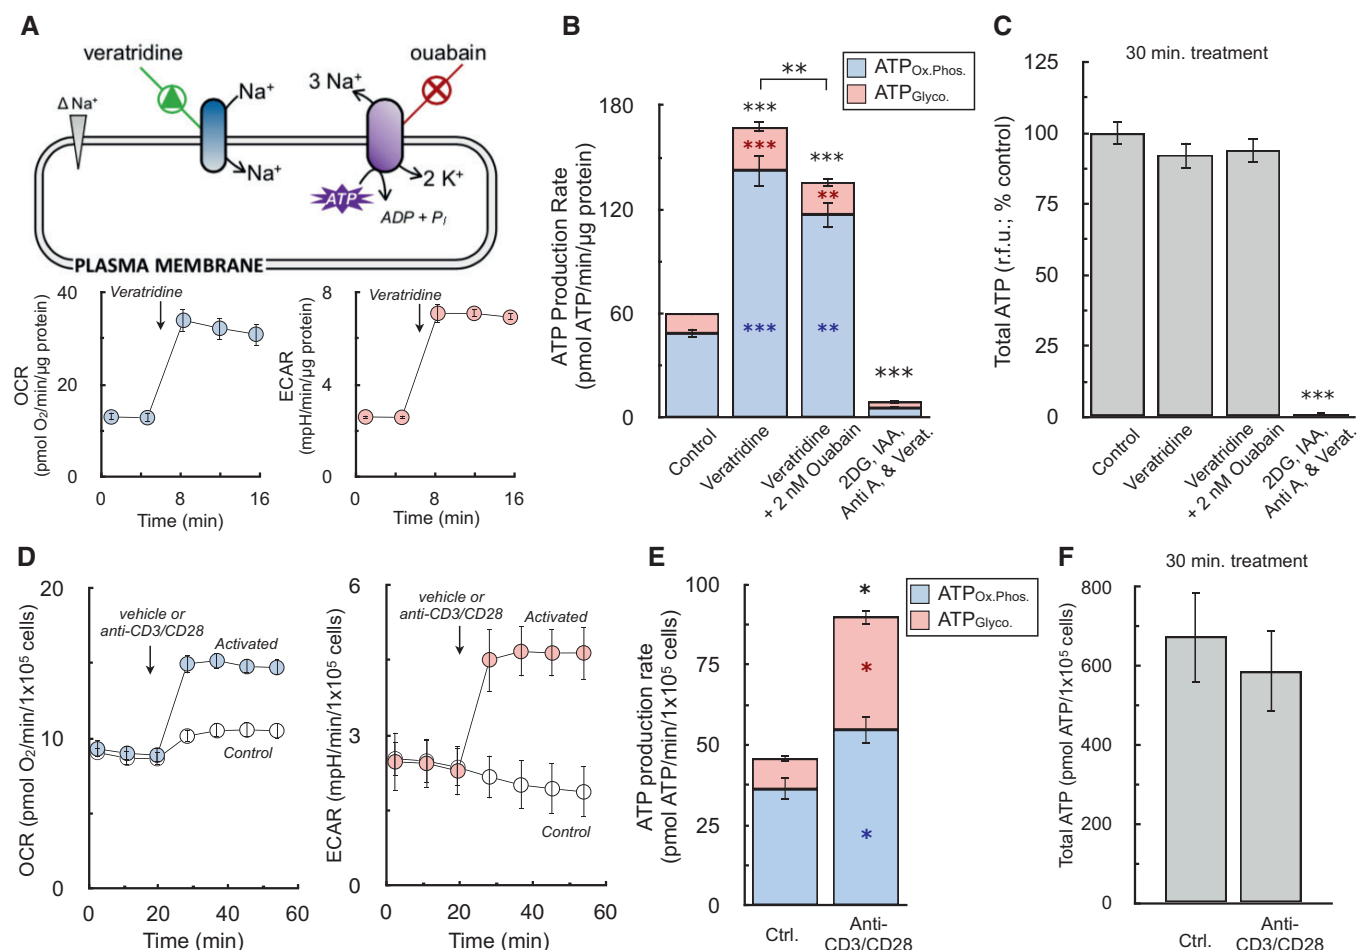 A
veratridine
ouabain
Δ Na⁺
Na⁺
Na⁺
3 Na⁺
2 K⁺
ATP
ADP + Pᵢ
PLASMA MEMBRANE
40
20
0
OCR
(pmol O₂/min/μg protein)
Veratridine
0 8 16
Time (min)
8
4
0
ECAR
(mpH/min/μg protein)
Veratridine
0 8 16
Time (min)
B
ATP Ox.Phos.
ATP Glyco.
180
120
60
0
ATP Production Rate
(pmol ATP/min/μg protein)
**
***
***
***
***
**
**
***
Control
Veratridine
Veratridine
+ 2 nM Ouabain
2DG, IAA,
Anti A, & Verat.
C
30 min. treatment
125
100
75
50
25
0
Total ATP (r.f.u.; % control)
***
Control
Veratridine
Veratridine
+ 2 nM Ouabain
2DG, IAA,
Anti A, & Verat.
D
20
10
0
OCR (pmol O₂/min/1x10⁵ cells)
vehicle or
anti-CD3/CD28
Activated
Control
0 20 40 60
Time (min)
6
3
0
ECAR (mpH/min/1x10⁵ cells)
vehicle or
anti-CD3/CD28
Activated
Control
0 20 40 60
Time (min)
E
ATP Ox.Phos.
ATP Glyco.
100
75
50
25
0
ATP production rate
(pmol ATP/min/1x10⁵ cells)
*
*
*
Ctrl.
Anti-
CD3/CD28
F
30 min. treatment
800
600
400
200
0
Total ATP (pmol ATP/1x10⁵ cells)
Ctrl.
Anti-
CD3/CD28